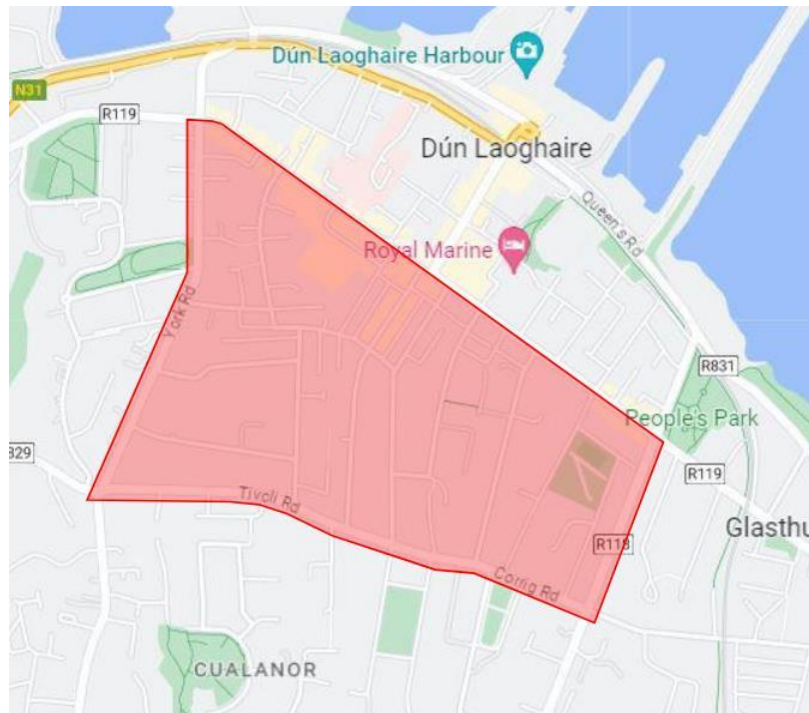 Dún Laoghaire Harbour
N31
R119
Dún Laoghaire
Queen's Rd
Royal Marine
York Rd
R831
People's Park
829
R119
Tivoli Rd
Glasthu
R118
Corrig Rd
CUALANOR